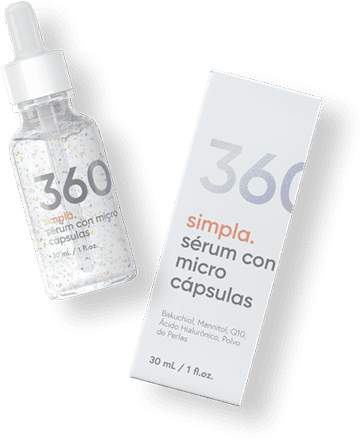 360
simpla.
sérum con micro
cápsulas
30 mL / 1 fl.oz.
360
simpla.
sérum con
micro
cápsulas
Bakuchiol, Mannitol, Q10,
Ácido Hialurónico, Polvo
de Perlas
30 mL / 1 fl.oz.